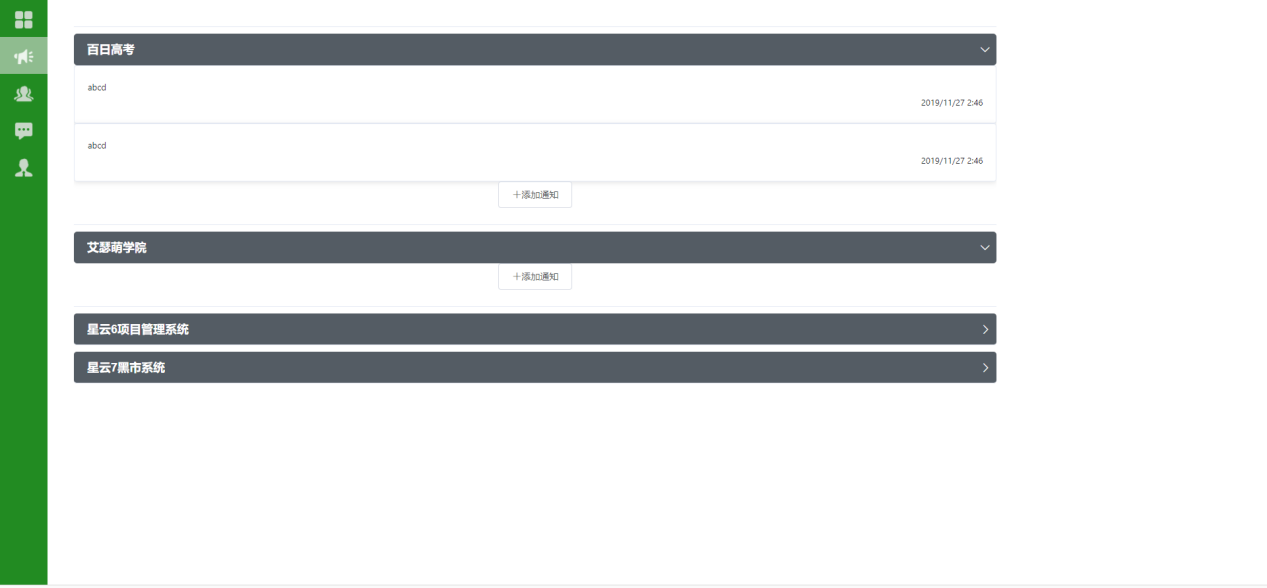 百日高考
abcd
2019/11/27 2:46
abcd
2019/11/27 2:46
+添加通知
艾瑟萌学院
+添加通知
星云6项目管理系统
星云7黑市系统